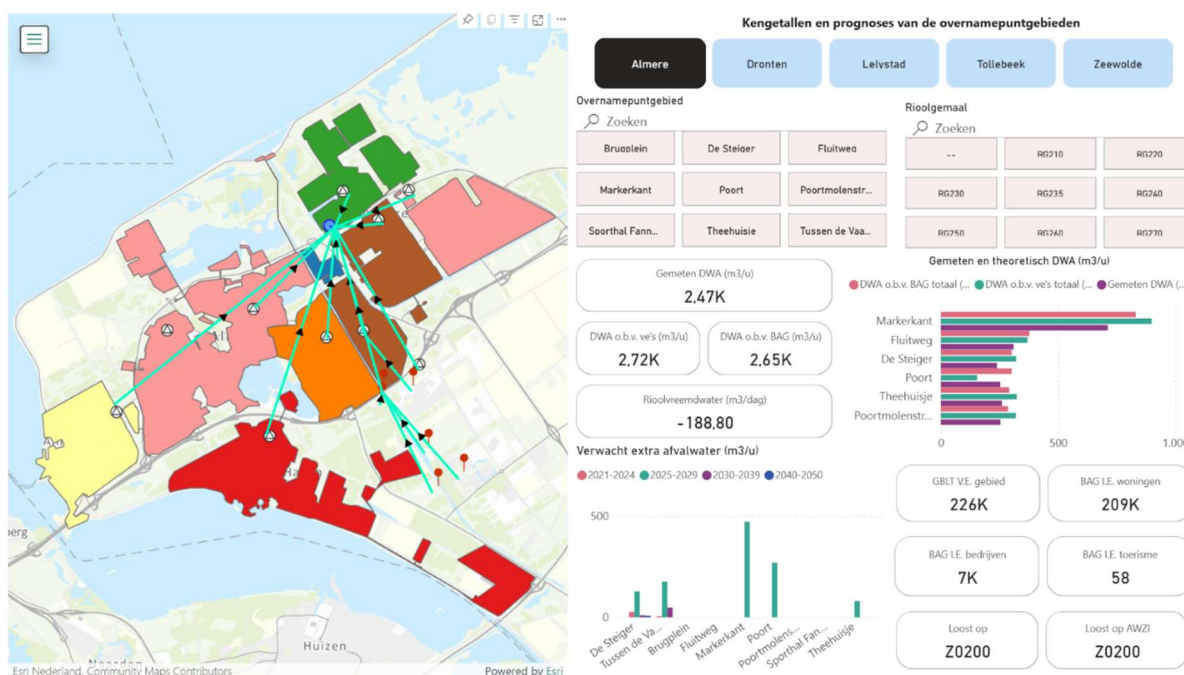 Kengetallen en prognoses van de overnamepuntgebieden
Almere
Dronten
Lelystad
Tollebeek
Zeewolde
Overnamepuntgebied
Zoeken
Brugplein
De Steiger
Fluitweg
Markerkant
Poort
Poortmolenstr...
Sporthal Fann...
Theehuisie
Tussen de Vaa...
Rioolgemaal
Zoeken
--
RG210
RG220
RG230
RG235
RG240
RG250
RG260
RG270
Gemeten DWA (m3/u)
2,47K
DWA o.b.v. ve's (m3/u)
2,72K
DWA o.b.v. BAG (m3/u)
2,65K
Rioolvreemdwater (m3/dag)
-188,80
Gemeten en theoretisch DWA (m3/u)
DWA o.b.v. BAG totaal (...
DWA o.b.v. ve's totaal (...
Gemeten DWA (...
Markerkant
Fluitweg
De Steiger
Poort
Theehuisje
Poortmolenstr...
0
500
1.000
Verwacht extra afvalwater (m3/u)
2021-2024
2025-2029
2030-2039
2040-2050
500
0
De Steiger
Tussen de Va...
Brugplein
Fluitweg
Markerkant
Poort
Poortmolens...
Sporthal Fan...
Theehuisje
GBLT V.E. gebied
226K
BAG I.E. woningen
209K
BAG I.E. bedrijven
7K
BAG I.E. toerisme
58
Loost op
Z0200
Loost op AWZI
Z0200
Huizen
Naarden
Esri Nederland, Community Maps Contributors
Powered by Esri